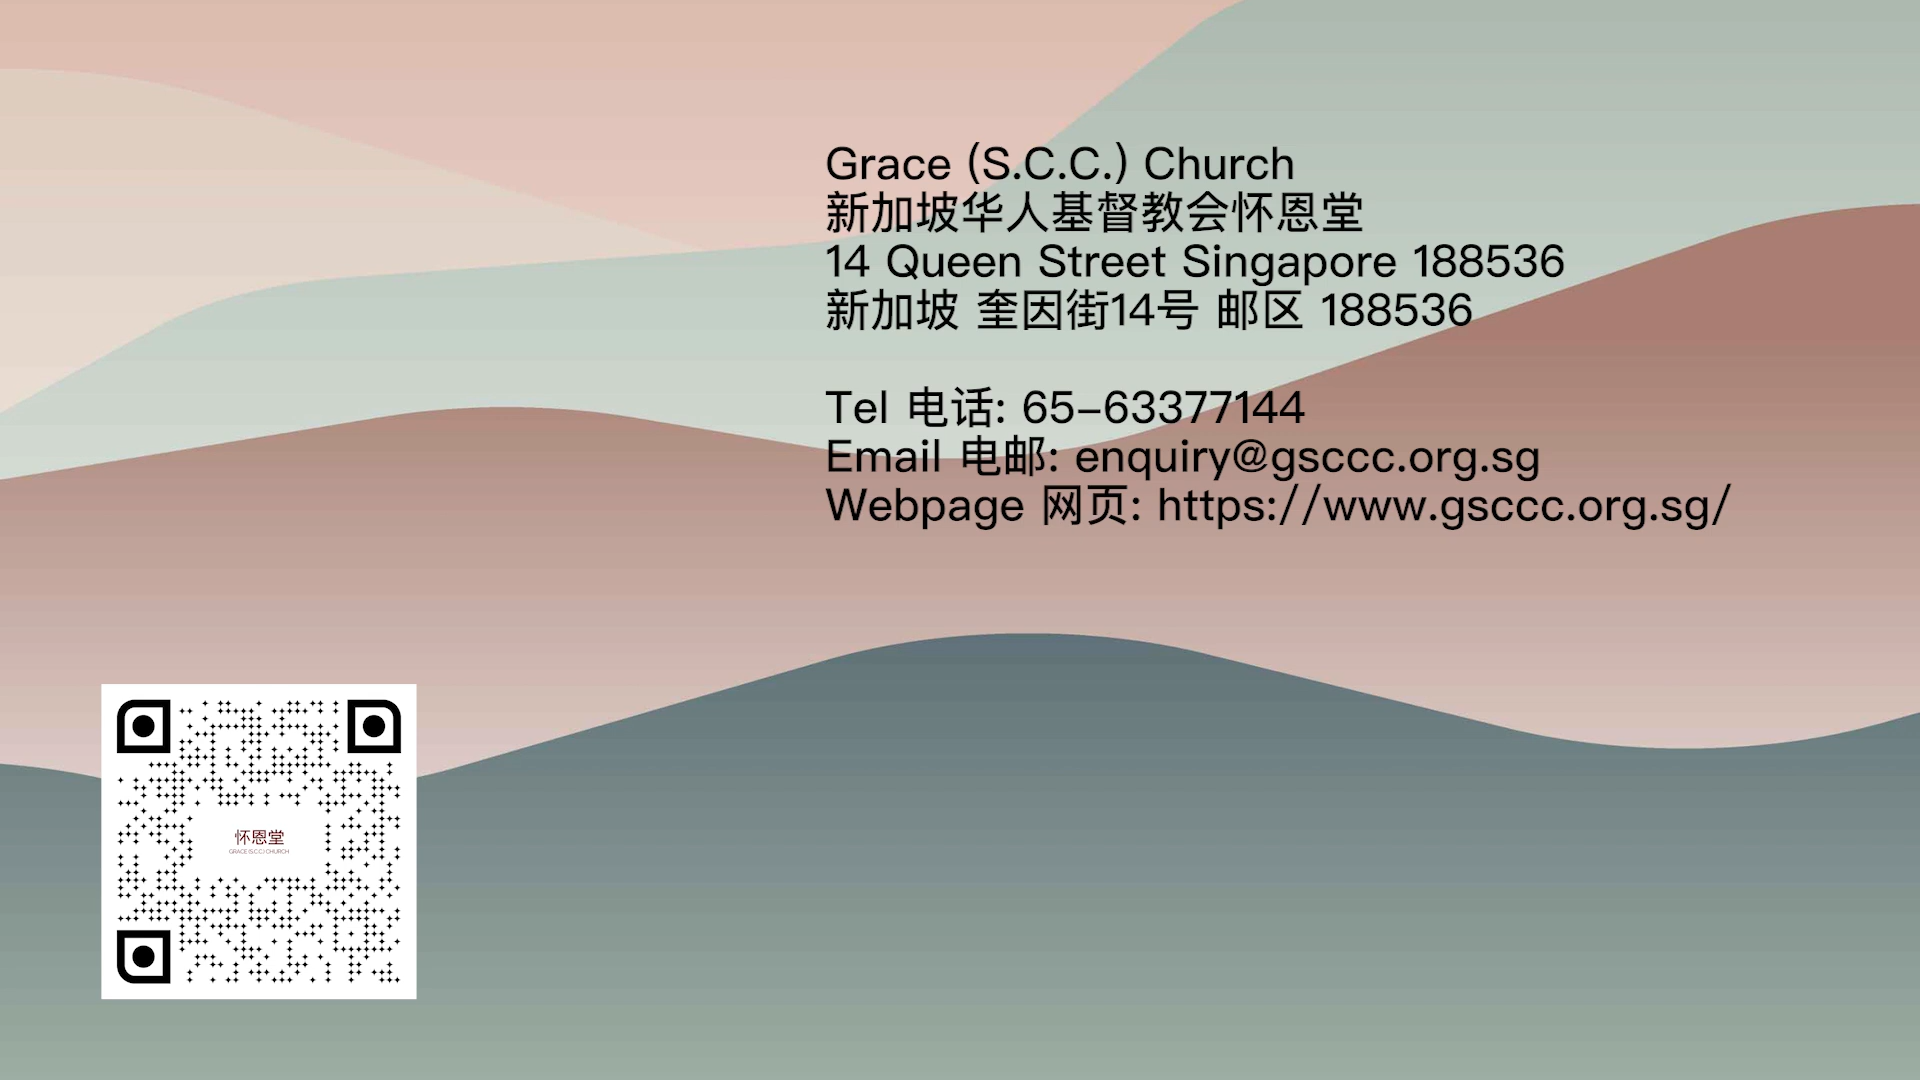 Grace (S.C.C.) Church
新加坡华人基督教会怀恩堂
14 Queen Street Singapore 188536
新加坡 奎因街14号 邮区 188536
Tel 电话: 65-63377144
Email 电邮: enquiry@gsccc.org.sg
Webpage 网页: https://www.gsccc.org.sg/
怀恩堂
GRACE (S.C.C.) CHURCH